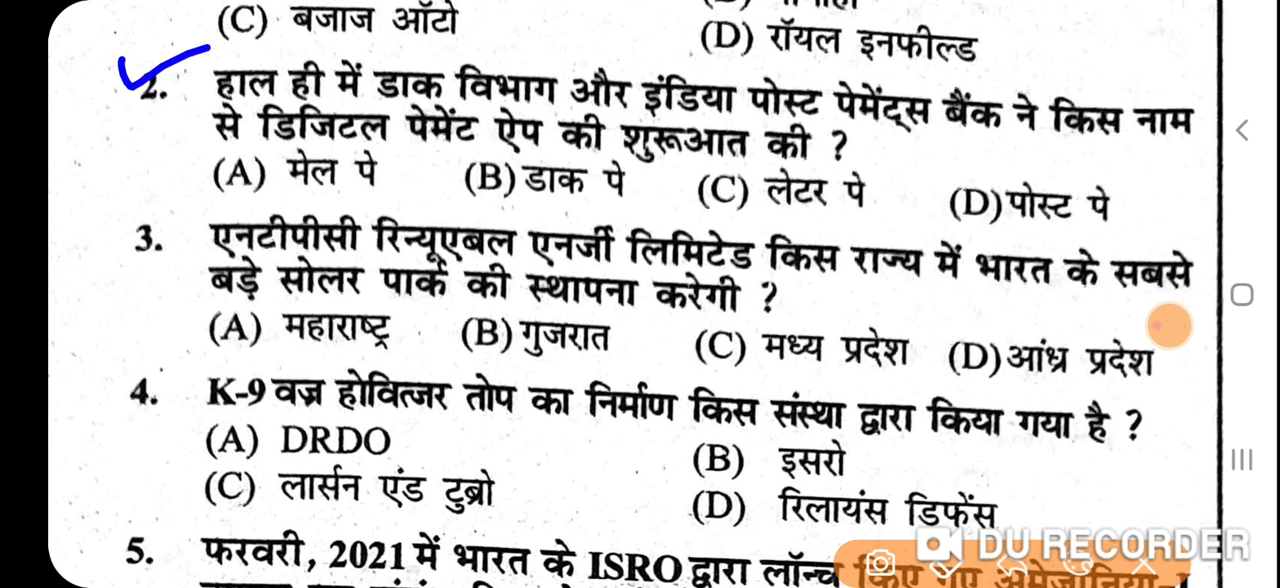 (C) बजाज ऑटो
(D) रॉयल इनफील्ड
2. हाल ही में डाक विभाग और इंडिया पोस्ट पेमेंट्स बैंक ने किस नाम
से डिजिटल पेमेंट ऐप की शुरूआत की ?
(A) मेल पे (B) डाक पे (C) लेटर पे (D) पोस्ट पे
3. एनटीपीसी रिन्यूएबल एनर्जी लिमिटेड किस राज्य में भारत के सबसे
बड़े सोलर पार्क की स्थापना करेगी ?
(A) महाराष्ट्र (B) गुजरात (C) मध्य प्रदेश (D) आंध्र प्रदेश
4. K-9 वज्र होवित्जर तोप का निर्माण किस संस्था द्वारा किया गया है ?
(A) DRDO (B) इसरो
(C) लार्सन एंड टुब्रो (D) रिलायंस डिफेंस
5. फरवरी, 2021 में भारत के ISRO द्वारा लॉन्च किए गए
DU RECORDER